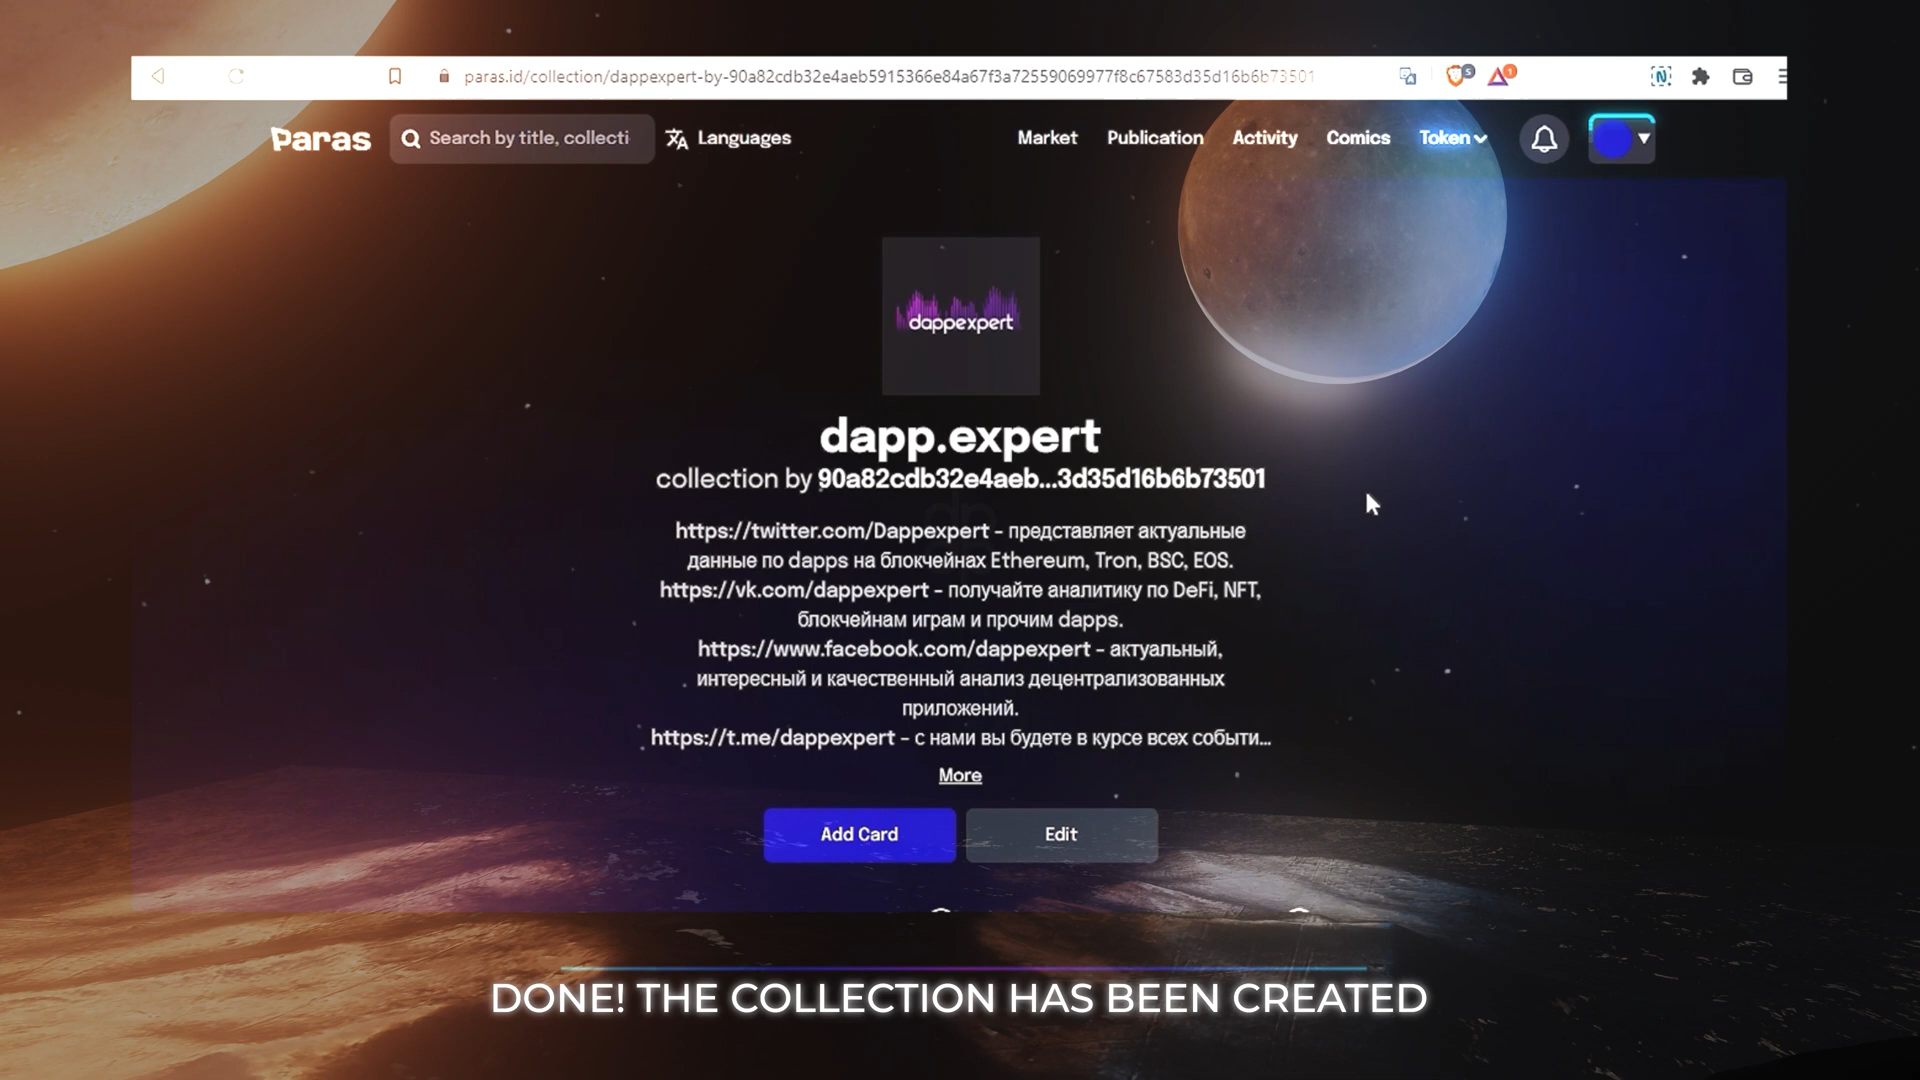 paras.id/collection/dappexpert-by-90a82cdb32e4aeb5915366e84a67f3a72559069977f8c67583d35d16b6b73501
5
1
Paras
Search by title, collecti
Languages
Market
Publication
Activity
Comics
Token
dappexpert
dapp.expert
collection by 90a82cdb32e4aeb...3d35d16b6b73501
https://twitter.com/Dappexpert - представляет актуальные
данные по dapps на блокчейнах Ethereum, Tron, BSC, EOS.
https://vk.com/dappexpert - получайте аналитику по DeFi, NFT,
блокчейнам играм и прочим dapps.
https://www.facebook.com/dappexpert - актуальный,
интересный и качественный анализ децентрализованных
приложений.
https://t.me/dappexpert - с нами вы будете в курсе всех событи...
More
Add Card
Edit
DONE! THE COLLECTION HAS BEEN CREATED